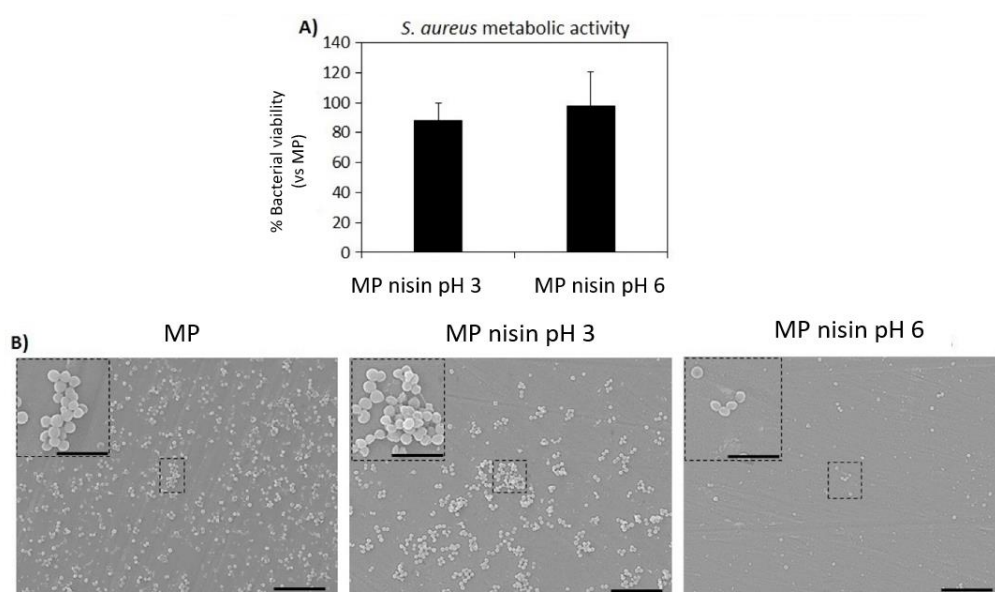 A)
S. aureus metabolic activity
140
120
100
80
60
40
20
0
% Bacterial viability
(vs MP)
MP nisin pH 3 MP nisin pH 6
B)
MP MP nisin pH 3 MP nisin pH 6